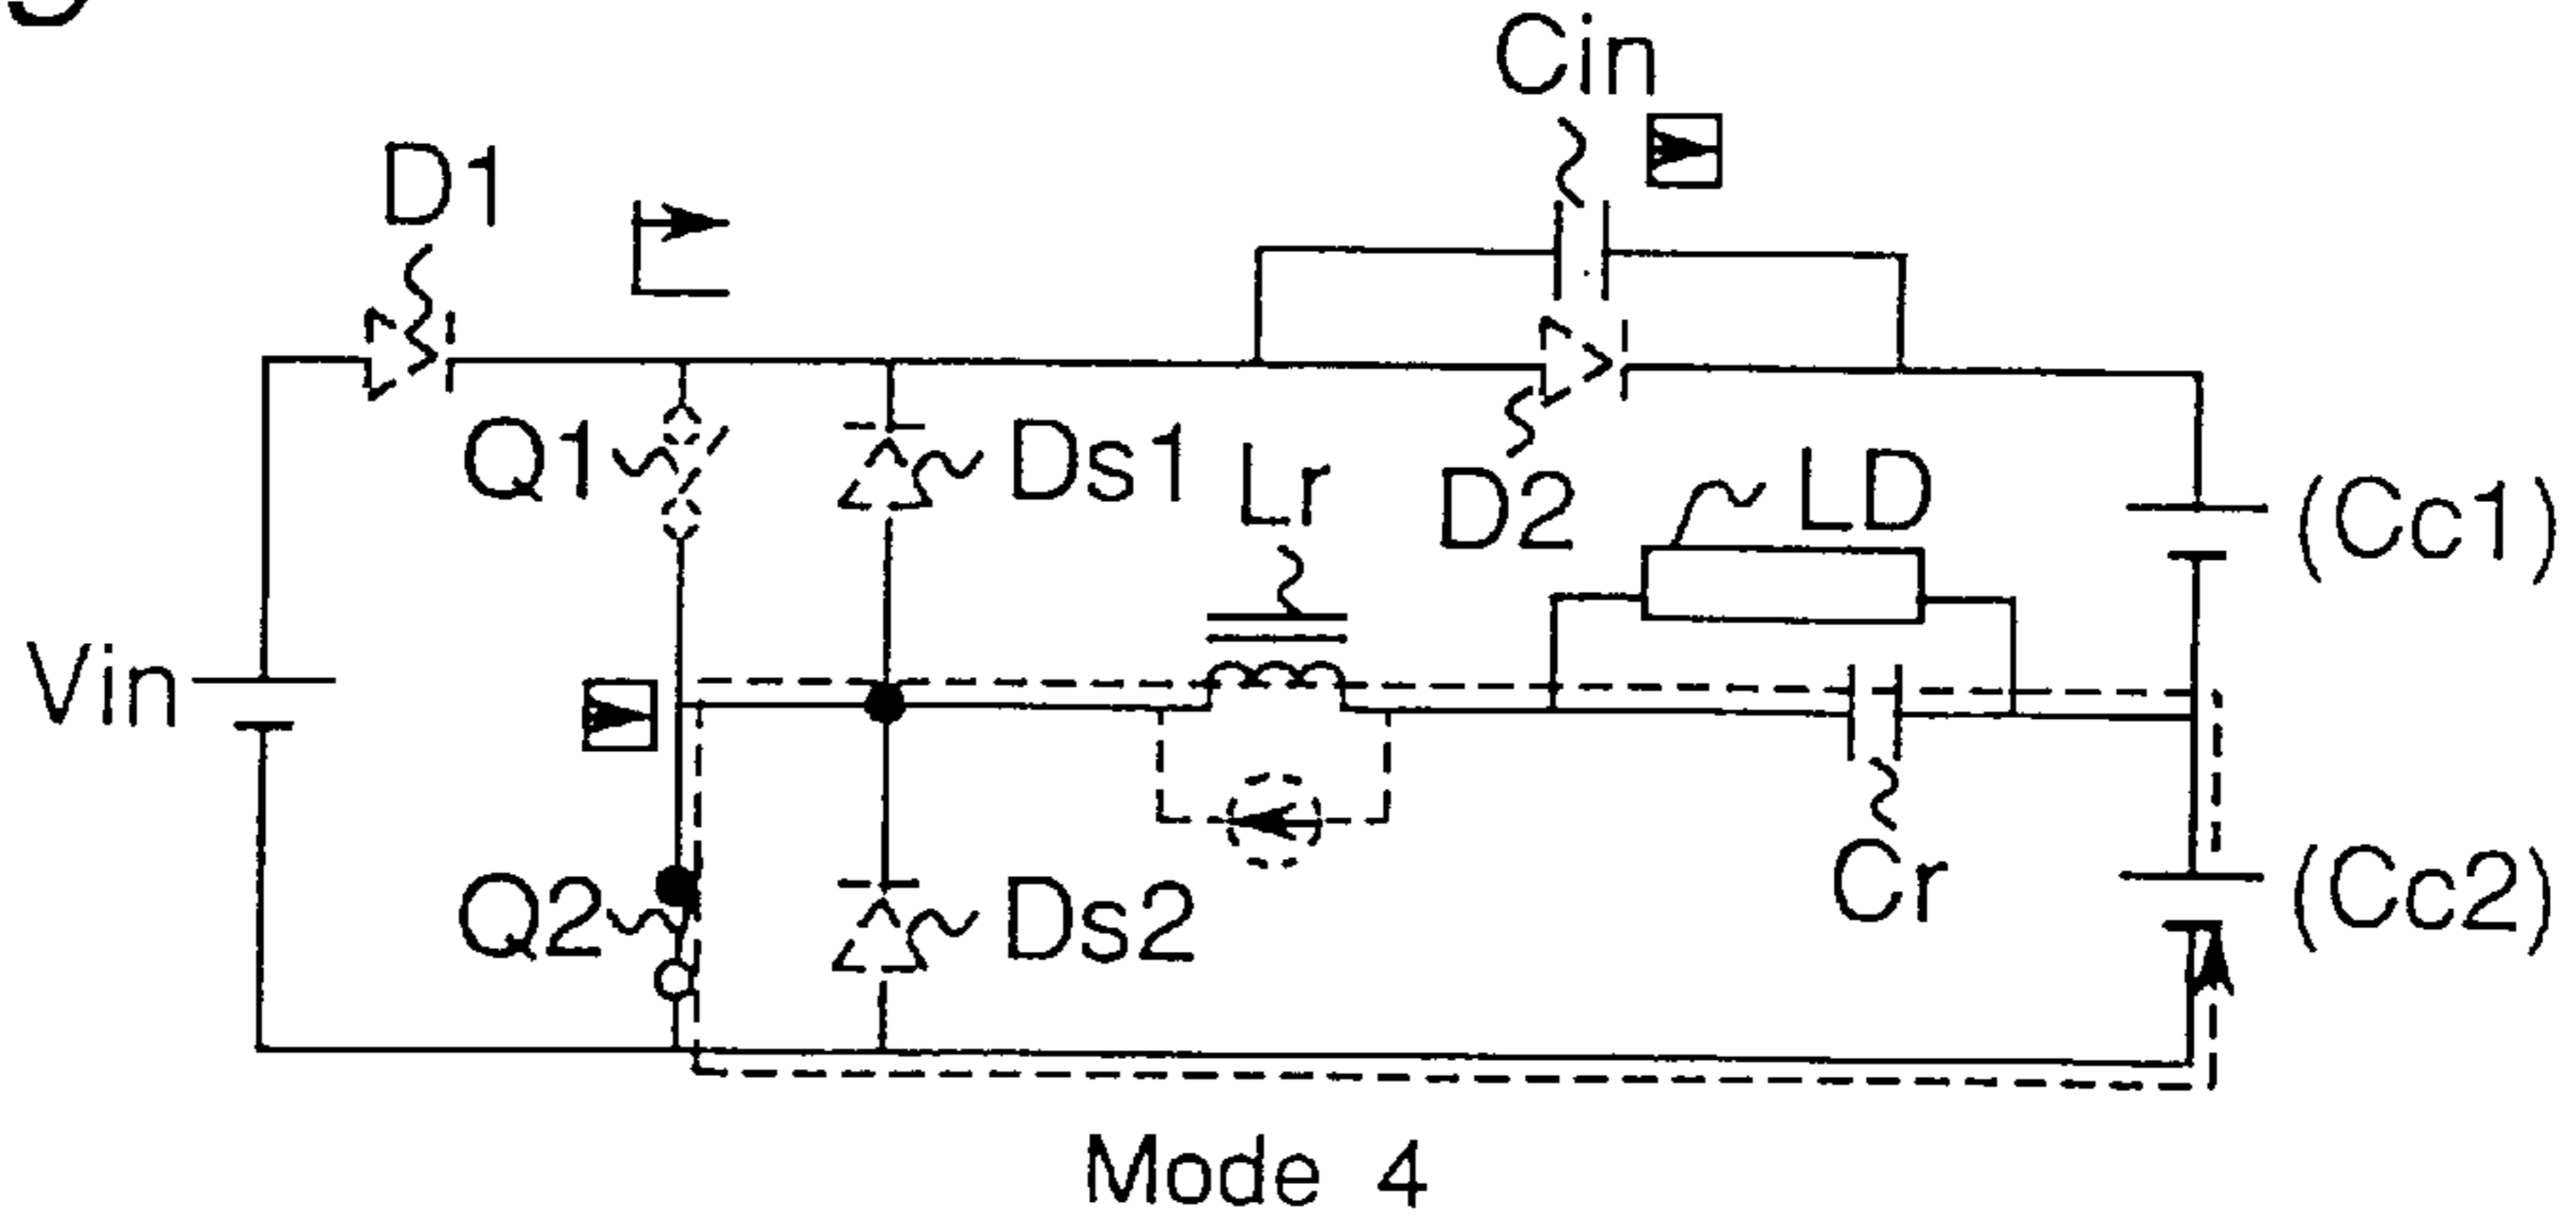 Cin
D1
Q1
Ds1
Lr
D2
LD
(Cc1)
Vin
Q2
Ds2
Cr
(Cc2)
Mode 4